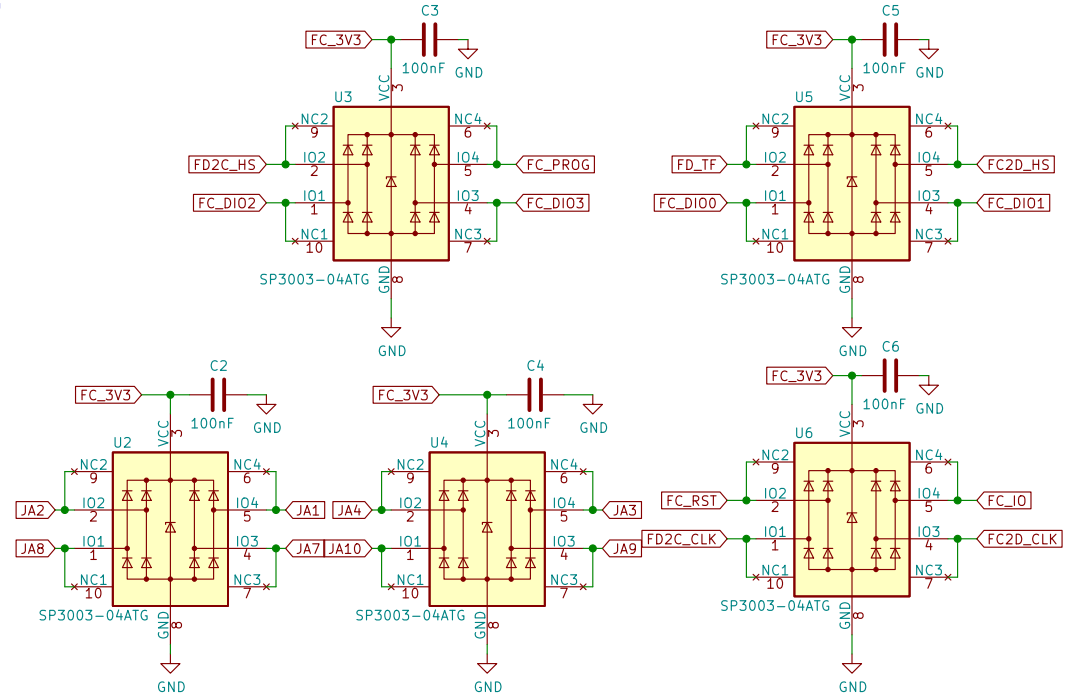 C3
FC_3V3
100nF
GND
VCC
3
U3
NC2
9
NC4
6
FD2C_HS
IO2
2
IO4
5
FC_PROG
FC_DIO2
IO1
1
IO3
4
FC_DIO3
NC1
10
NC3
7
SP3003-04ATG
GND
8
GND
C5
FC_3V3
100nF
GND
VCC
3
U5
NC2
9
NC4
6
FD_TF
IO2
2
IO4
5
FC2D_HS
FC_DIO0
IO1
1
IO3
4
FC_DIO1
NC1
10
NC3
7
SP3003-04ATG
GND
8
GND
C2
FC_3V3
100nF
GND
VCC
3
U2
NC2
9
NC4
6
JA2
IO2
2
IO4
5
JA1
JA8
IO1
1
IO3
4
JA7
NC1
10
NC3
7
SP3003-04ATG
GND
8
GND
C4
FC_3V3
100nF
GND
VCC
3
U4
NC2
9
NC4
6
JA4
IO2
2
IO4
5
JA3
JA10
IO1
1
IO3
4
JA9
NC1
10
NC3
7
SP3003-04ATG
GND
8
GND
C6
FC_3V3
100nF
GND
VCC
3
U6
NC2
9
NC4
6
FC_RST
IO2
2
IO4
5
FC_IO
FD2C_CLK
IO1
1
IO3
4
FC2D_CLK
NC1
10
NC3
7
SP3003-04ATG
GND
8
GND